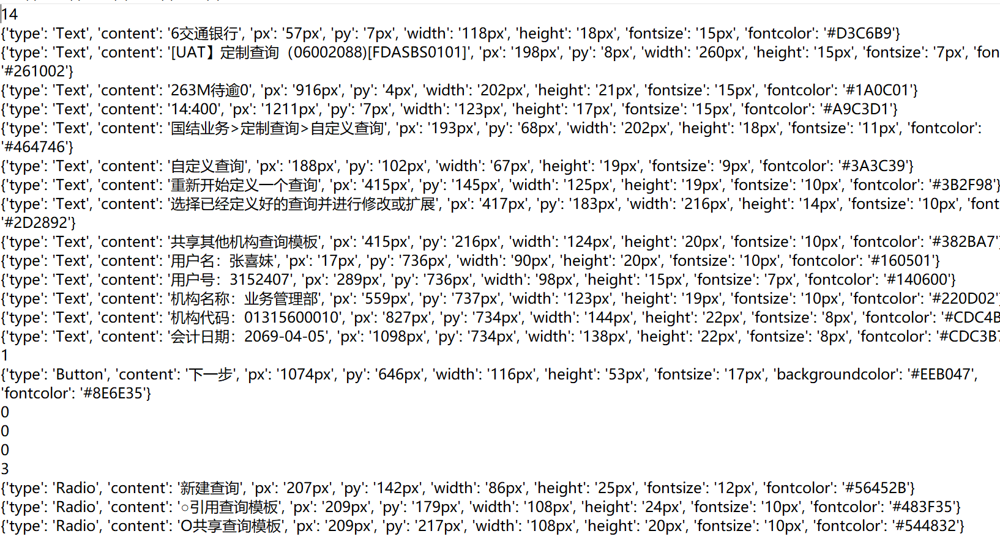 14
{'type': 'Text', 'content': '6交通银行', 'px': '57px', 'py': '7px', 'width': '118px', 'height': '18px', 'fontsize': '15px', 'fontcolor': '#D3C6B9'}
{'type': 'Text', 'content': '[UAT】定制查询（06002088)[FDASBS0101]', 'px': '198px', 'py': '8px', 'width': '260px', 'height': '15px', 'fontsize': '7px', 'fon
'#261002'}
{'type': 'Text', 'content': '263M待逾0', 'px': '916px', 'py': '4px', 'width': '202px', 'height': '21px', 'fontsize': '15px', 'fontcolor': '#1A0C01'}
{'type': 'Text', 'content': '14:400', 'px': '1211px', 'py': '7px', 'width': '123px', 'height': '17px', 'fontsize': '15px', 'fontcolor': '#A9C3D1'}
{'type': 'Text', 'content': '国结业务>定制查询>自定义查询', 'px': '193px', 'py': '68px', 'width': '202px', 'height': '18px', 'fontsize': '11px', 'fontcolor':
'#464746'}
{'type': 'Text', 'content': '自定义查询', 'px': '188px', 'py': '102px', 'width': '67px', 'height': '19px', 'fontsize': '9px', 'fontcolor': '#3A3C39'}
{'type': 'Text', 'content': '重新开始定义一个查询', 'px': '415px', 'py': '145px', 'width': '125px', 'height': '19px', 'fontsize': '10px', 'fontcolor': '#3B2F98'}
{'type': 'Text', 'content': '选择已经定义好的查询并进行修改或扩展', 'px': '417px', 'py': '183px', 'width': '216px', 'height': '14px', 'fontsize': '10px', 'font
'#2D2892'}
{'type': 'Text', 'content': '共享其他机构查询模板', 'px': '415px', 'py': '216px', 'width': '124px', 'height': '20px', 'fontsize': '10px', 'fontcolor': '#382BA7'}
{'type': 'Text', 'content': '用户名：张喜妹', 'px': '17px', 'py': '736px', 'width': '90px', 'height': '20px', 'fontsize': '10px', 'fontcolor': '#160501'}
{'type': 'Text', 'content': '用户号：3152407', 'px': '289px', 'py': '736px', 'width': '98px', 'height': '15px', 'fontsize': '7px', 'fontcolor': '#140600'}
{'type': 'Text', 'content': '机构名称：业务管理部', 'px': '559px', 'py': '737px', 'width': '123px', 'height': '19px', 'fontsize': '10px', 'fontcolor': '#220D02'}
{'type': 'Text', 'content': '机构代码：01315600010', 'px': '827px', 'py': '734px', 'width': '144px', 'height': '22px', 'fontsize': '8px', 'fontcolor': '#CDC4B
{'type': 'Text', 'content': '会计日期：2069-04-05', 'px': '1098px', 'py': '734px', 'width': '138px', 'height': '22px', 'fontsize': '8px', 'fontcolor': '#CDC3B7
1
{'type': 'Button', 'content': '下一步', 'px': '1074px', 'py': '646px', 'width': '116px', 'height': '53px', 'fontsize': '17px', 'backgroundcolor': '#EEB047',
'fontcolor': '#8E6E35'}
0
0
0
3
{'type': 'Radio', 'content': '新建查询', 'px': '207px', 'py': '142px', 'width': '86px', 'height': '25px', 'fontsize': '12px', 'fontcolor': '#56452B'}
{'type': 'Radio', 'content': '○引用查询模板', 'px': '209px', 'py': '179px', 'width': '108px', 'height': '24px', 'fontsize': '10px', 'fontcolor': '#483F35'}
{'type': 'Radio', 'content': 'O共享查询模板', 'px': '209px', 'py': '217px', 'width': '108px', 'height': '20px', 'fontsize': '10px', 'fontcolor': '#544832'}